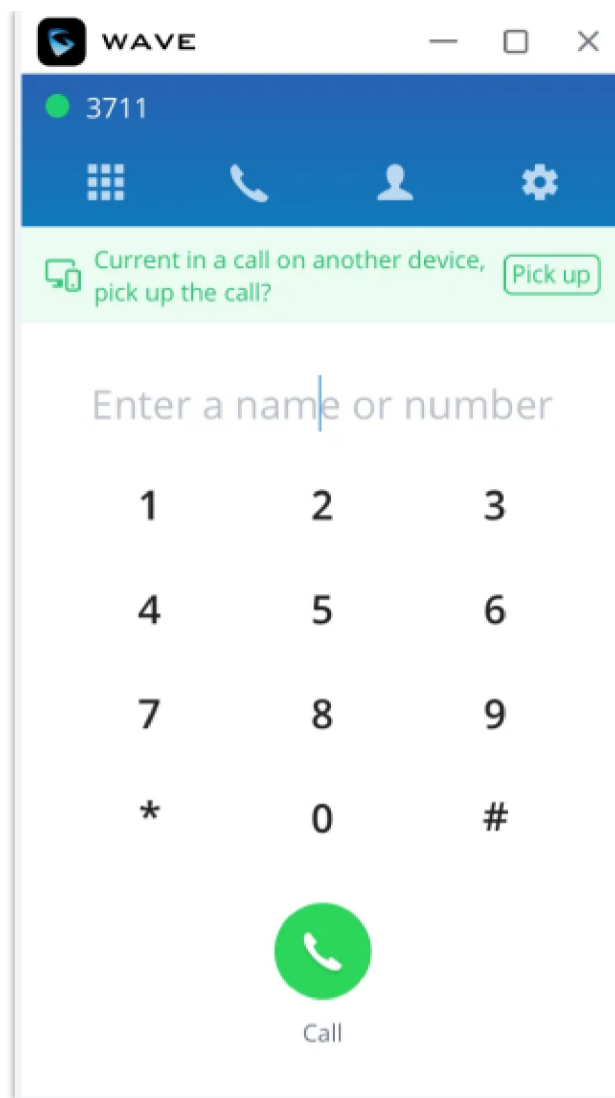 WAVE
3711
Current in a call on another device,
pick up the call?
Pick up
Enter a name or number
1 2 3
4 5 6
7 8 9
* 0 #
Call